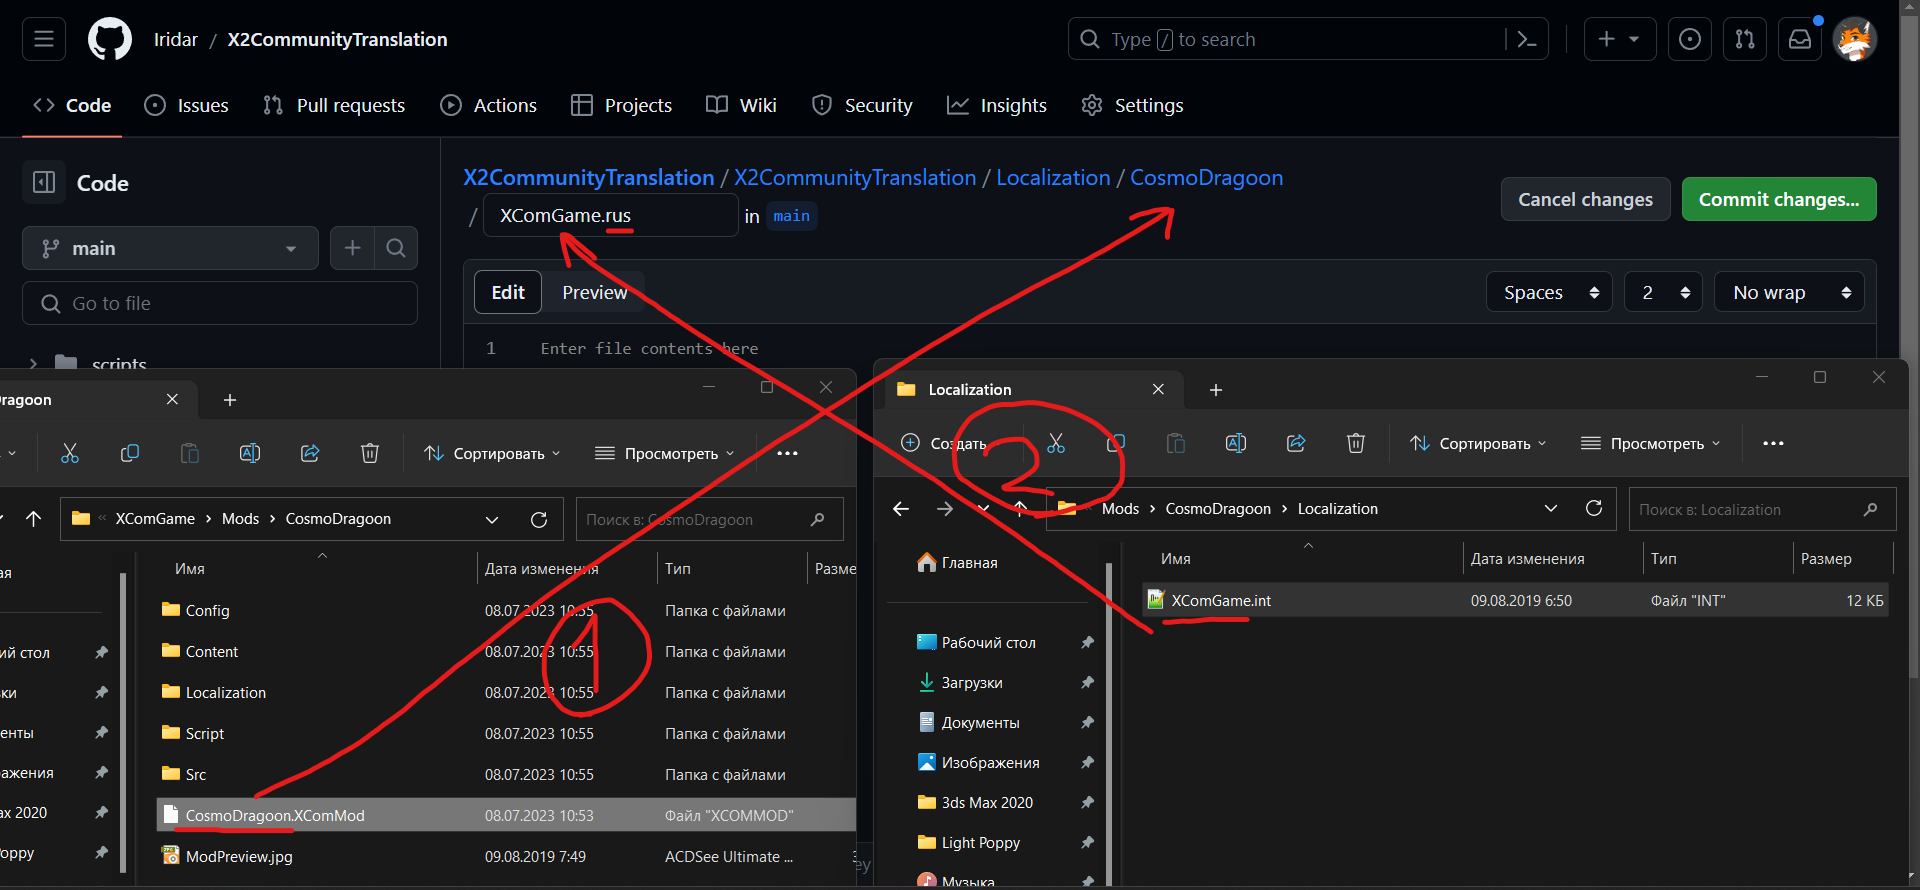 Iridar / X2CommunityTranslation
Type / to search
Code
Issues
Pull requests
Actions
Projects
Wiki
Security
Insights
Settings
Code
main
Go to file
scripts
X2CommunityTranslation / X2CommunityTranslation / Localization / CosmoDragoon
/ XComGame.rus in main
Cancel changes
Commit changes...
Edit
Preview
Spaces
2
No wrap
1 Enter file contents here
ragoon
Сортировать
Просмотреть
XComGame > Mods > CosmoDragoon
Поиск в: CosmoDragoon
Имя Дата изменения Тип Разме
Config 08.07.2023 10:55 Папка с файлами
Content 08.07.2023 10:55 Папка с файлами
Localization 08.07.2023 10:55 Папка с файлами
Script 08.07.2023 10:55 Папка с файлами
Src 08.07.2023 10:55 Папка с файлами
CosmoDragoon.XComMod 08.07.2023 10:53 Файл "XCOMMOD"
ModPreview.jpg 09.08.2019 7:49 ACDSee Ultimate ...
1
ая
ий стол
ки
енты
ажения
ax 2020
oppy
ey
Localization
Создать
Сортировать
Просмотреть
2
Mods > CosmoDragoon > Localization
Поиск в: Localization
Главная
Рабочий стол
Загрузки
Документы
Изображения
3ds Max 2020
Light Poppy
Музыка
Имя Дата изменения Тип Размер
XComGame.int 09.08.2019 6:50 Файл "INT" 12 КБ